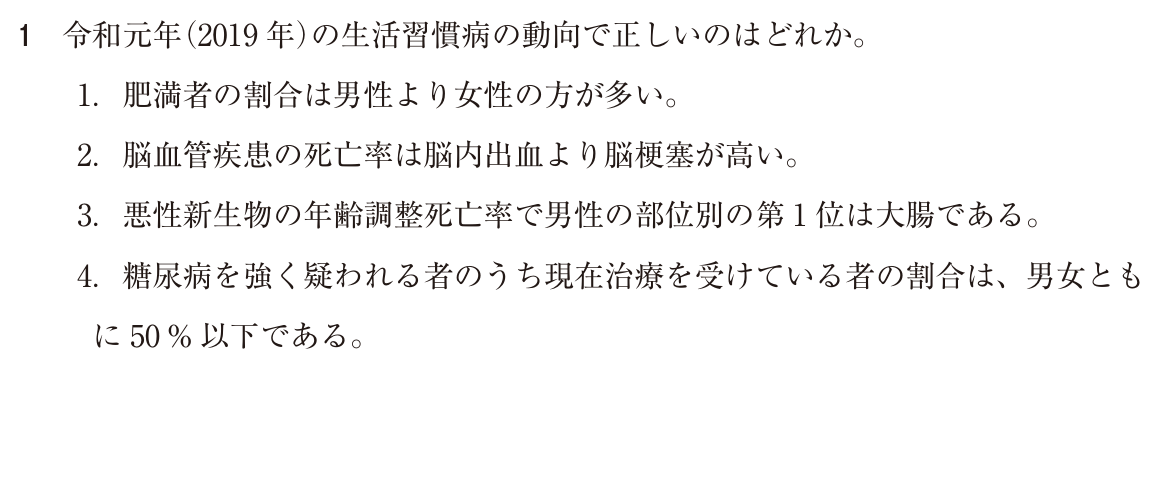 1 令和元年(2019 年)の生活習慣病の動向で正しいのはどれか。
1. 肥満者の割合は男性より女性の方が多い。
2. 脳血管疾患の死亡率は脳内出血より脳梗塞が高い。
3. 悪性新生物の年齢調整死亡率で男性の部位別の第 1 位は大腸である。
4. 糖尿病を強く疑われる者のうち現在治療を受けている者の割合は、男女とも
に 50 % 以下である。